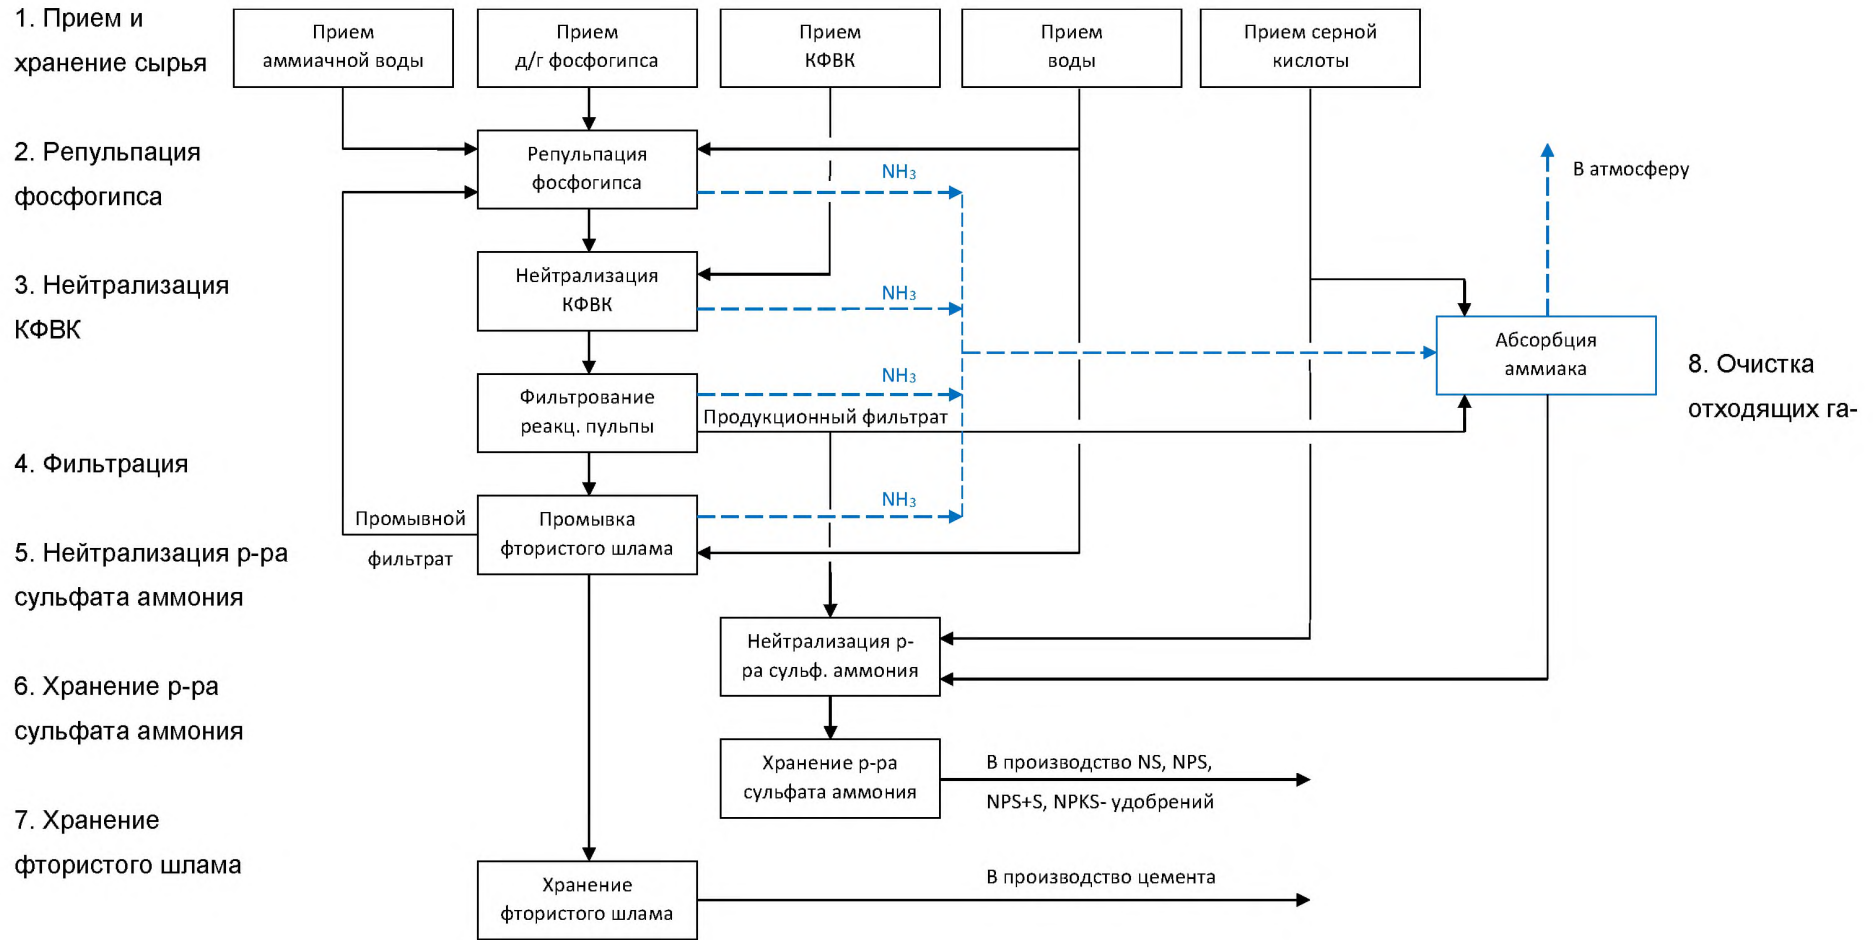 1. Прием и
хранение сырья
Прием
аммиачной воды
Прием
д/г фосфогипса
Прием
КФВК
Прием
воды
Прием серной
кислоты
2. Репульпация
фосфогипса
Репульпация
фосфогипса
NH₃
В атмосферу
3. Нейтрализация
КФВК
Нейтрализация
КФВК
NH₃
Абсорбция
аммиака
8. Очистка
отходящих га-
Фильтрование
реакц. пульпы
NH₃
Продукционный фильтрат
4. Фильтрация
Промывной
фильтрат
Промывка
фтористого шлама
NH₃
5. Нейтрализация р-ра
сульфата аммония
Нейтрализация р-
ра сульф. аммония
6. Хранение р-ра
сульфата аммония
Хранение р-ра
сульфата аммония
В производство NS, NPS,
NPS+S, NPKS- удобрений
7. Хранение
фтористого шлама
Хранение
фтористого шлама
В производство цемента